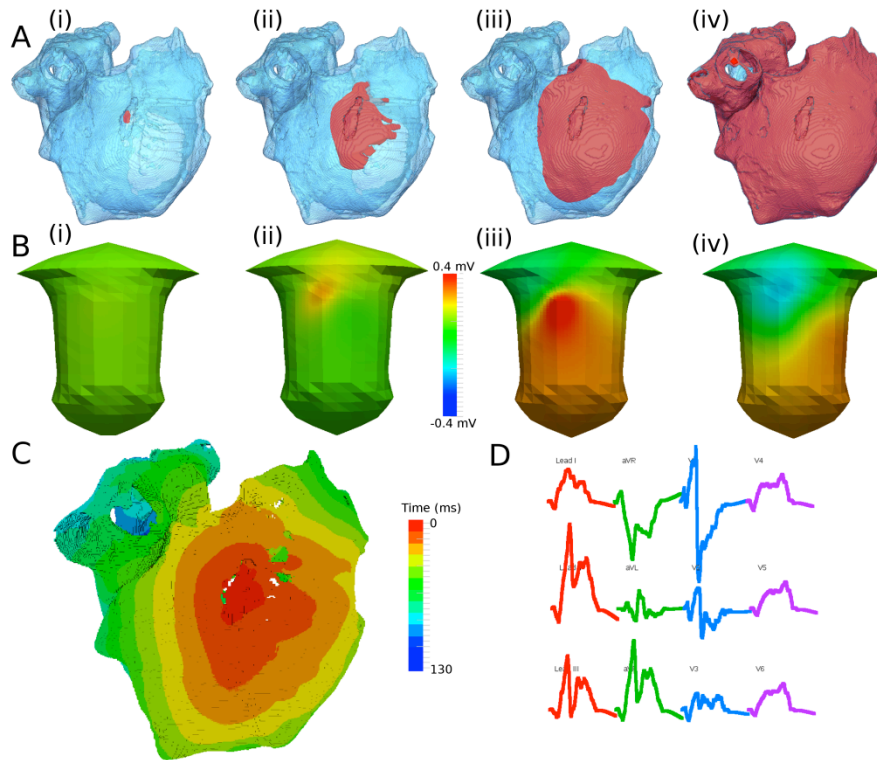 A (i) (ii) (iii) (iv)
B (i) (ii) (iii) (iv)
0.4 mV
-0.4 mV
C
Time (ms)
0
130
D
Lead I aVR V4
aVL V5
III V3 V6